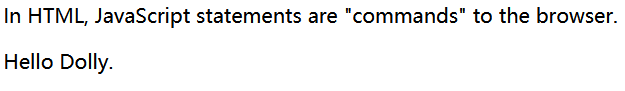 In HTML, JavaScript statements are "commands" to the browser.
Hello Dolly.